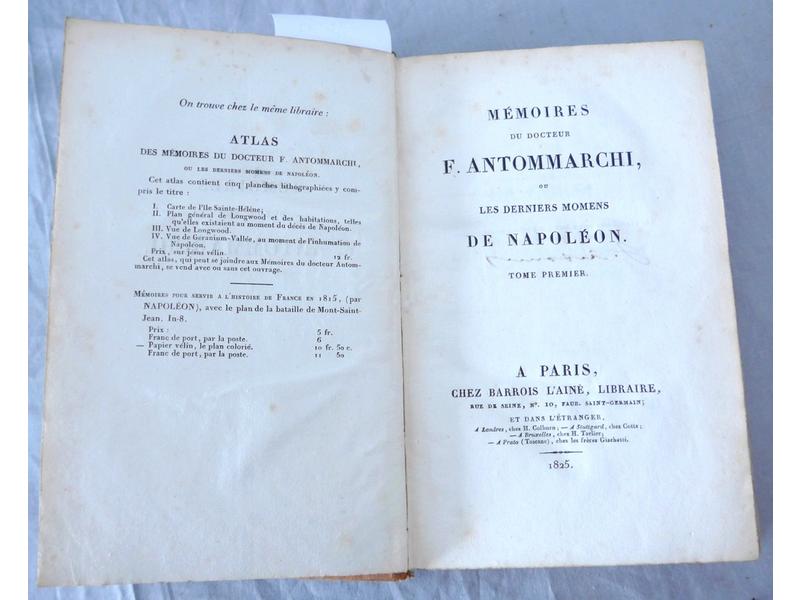 On trouve chez le même libraire :
ATLAS
DES MÉMOIRES DU DOCTEUR F. ANTOMMARCHI,
OU LES DERNIERS MOMENS DE NAPOLÉON.
Cet atlas contient cinq planches lithographiées y com-
pris le titre :
I. Carte de l'île Sainte-Hélène;
II. Plan général de Longwood et des habitations, telles
qu'elles existaient au moment du décès de Napoléon.
III. Vue de Longwood.
IV. Vue de Geranium-Vallée, au moment de l'inhumation de
Napoléon.
Prix, sur jésus vélin. 12 fr.
Cet atlas, qui peut se joindre aux Mémoires du docteur Antom-
marchi, se vend avec ou sans cet ouvrage.
MÉMOIRES POUR SERVIR A L'HISTOIRE DE FRANCE EN 1815, (par
NAPOLÉON), avec le plan de la bataille de Mont-Saint-
Jean. In-8.
Prix : 5 fr.
Franc de port, par la poste. 6
— Papier vélin, le plan colorié. 10 fr. 50 c.
Franc de port, par la poste. 11 50
MÉMOIRES
DU DOCTEUR
F. ANTOMMARCHI,
OU
LES DERNIERS MOMENS
DE NAPOLÉON.
TOME PREMIER.
A PARIS,
CHEZ BARROIS L'AINÉ, LIBRAIRE,
RUE DE SEINE, N°. 10, FAUB. SAINT-GERMAIN;
ET DANS L'ÉTRANGER,
A Londres, chez H. Colburn; — A Stuttgard, chez Cotta;
— A Bruxelles, chez H. Tarlier;
— A Prato (Toscane), chez les frères Giachetti.
1825.